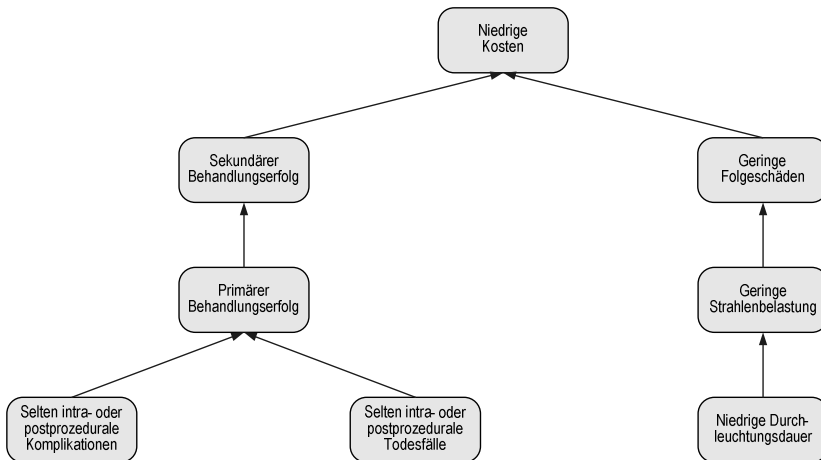 Niedrige
Kosten
Sekundärer
Behandlungserfolg
Geringe
Folgeschäden
Primärer
Behandlungserfolg
Geringe
Strahlenbelastung
Selten intra- oder
postprozedurale
Komplikationen
Selten intra- oder
postprozedurale
Todesfälle
Niedrige Durch-
leuchtungsdauer